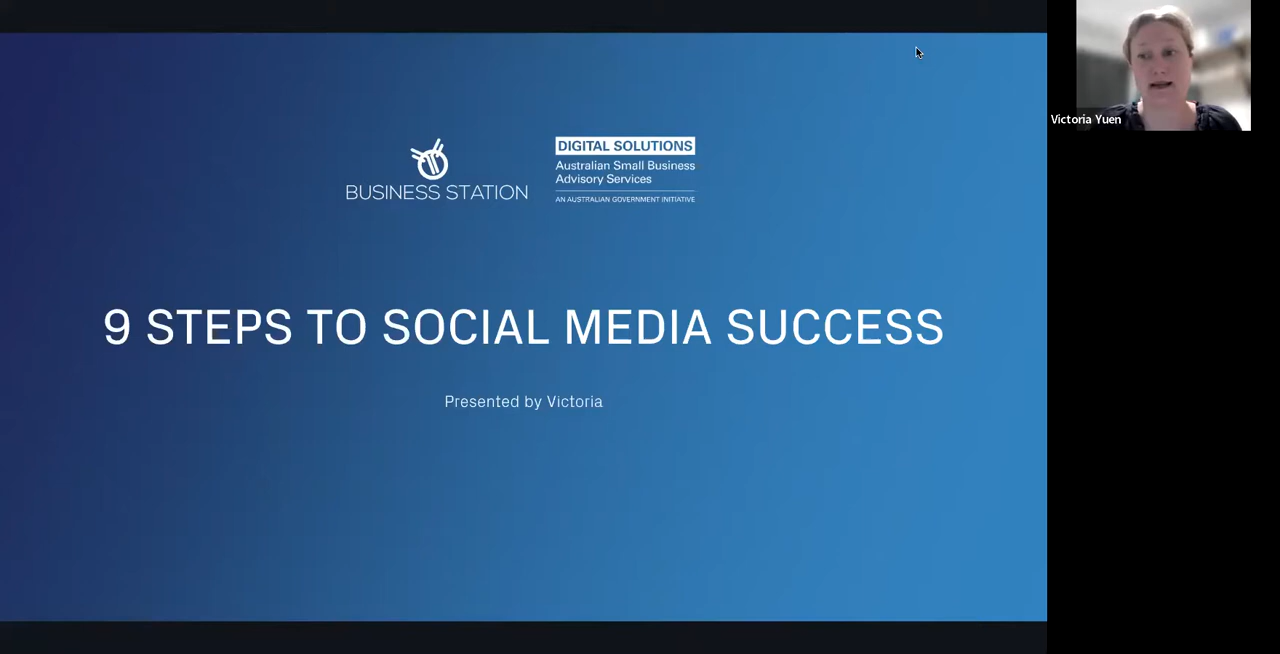 BUSINESS STATION
DIGITAL SOLUTIONS
Australian Small Business
Advisory Services
AN AUSTRALIAN GOVERNMENT INITIATIVE
9 STEPS TO SOCIAL MEDIA SUCCESS
Presented by Victoria
Victoria Yuen